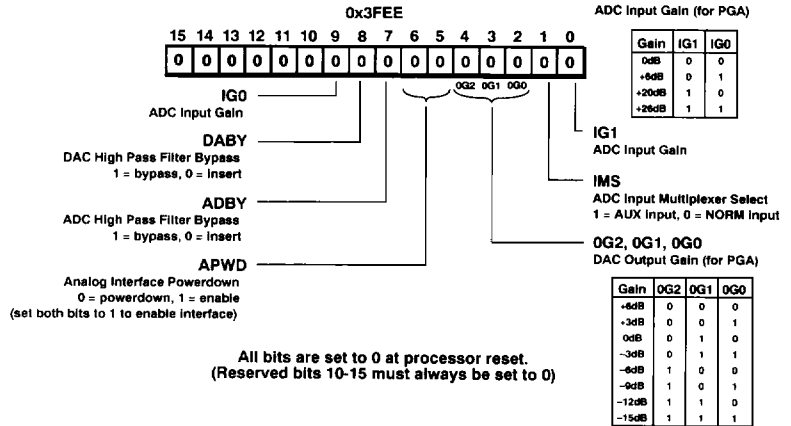 0x3FEE
15 14 13 12 11 10 9 8 7 6 5 4 3 2 1 0
0 0 0 0 0 0 0 0 0 0 0 0 0 0 0 0
0G2 0G1 0G0
IG0
ADC Input Gain
DABY
DAC High Pass Filter Bypass
1 = bypass, 0 = insert
ADBY
ADC High Pass Filter Bypass
1 = bypass, 0 = insert
APWD
Analog Interface Powerdown
0 = powerdown, 1 = enable
(set both bits to 1 to enable interface)
ADC Input Gain (for PGA)
Gain IG1 IG0
0dB 0 0
+6dB 0 1
+20dB 1 0
+26dB 1 1
IG1
ADC Input Gain
IMS
ADC Input Multiplexer Select
1 = AUX input, 0 = NORM input
0G2, 0G1, 0G0
DAC Output Gain (for PGA)
Gain 0G2 0G1 0G0
+6dB 0 0 0
+3dB 0 0 1
0dB 0 1 0
–3dB 0 1 1
–6dB 1 0 0
–9dB 1 0 1
–12dB 1 1 0
–15dB 1 1 1
All bits are set to 0 at processor reset.
(Reserved bits 10-15 must always be set to 0)